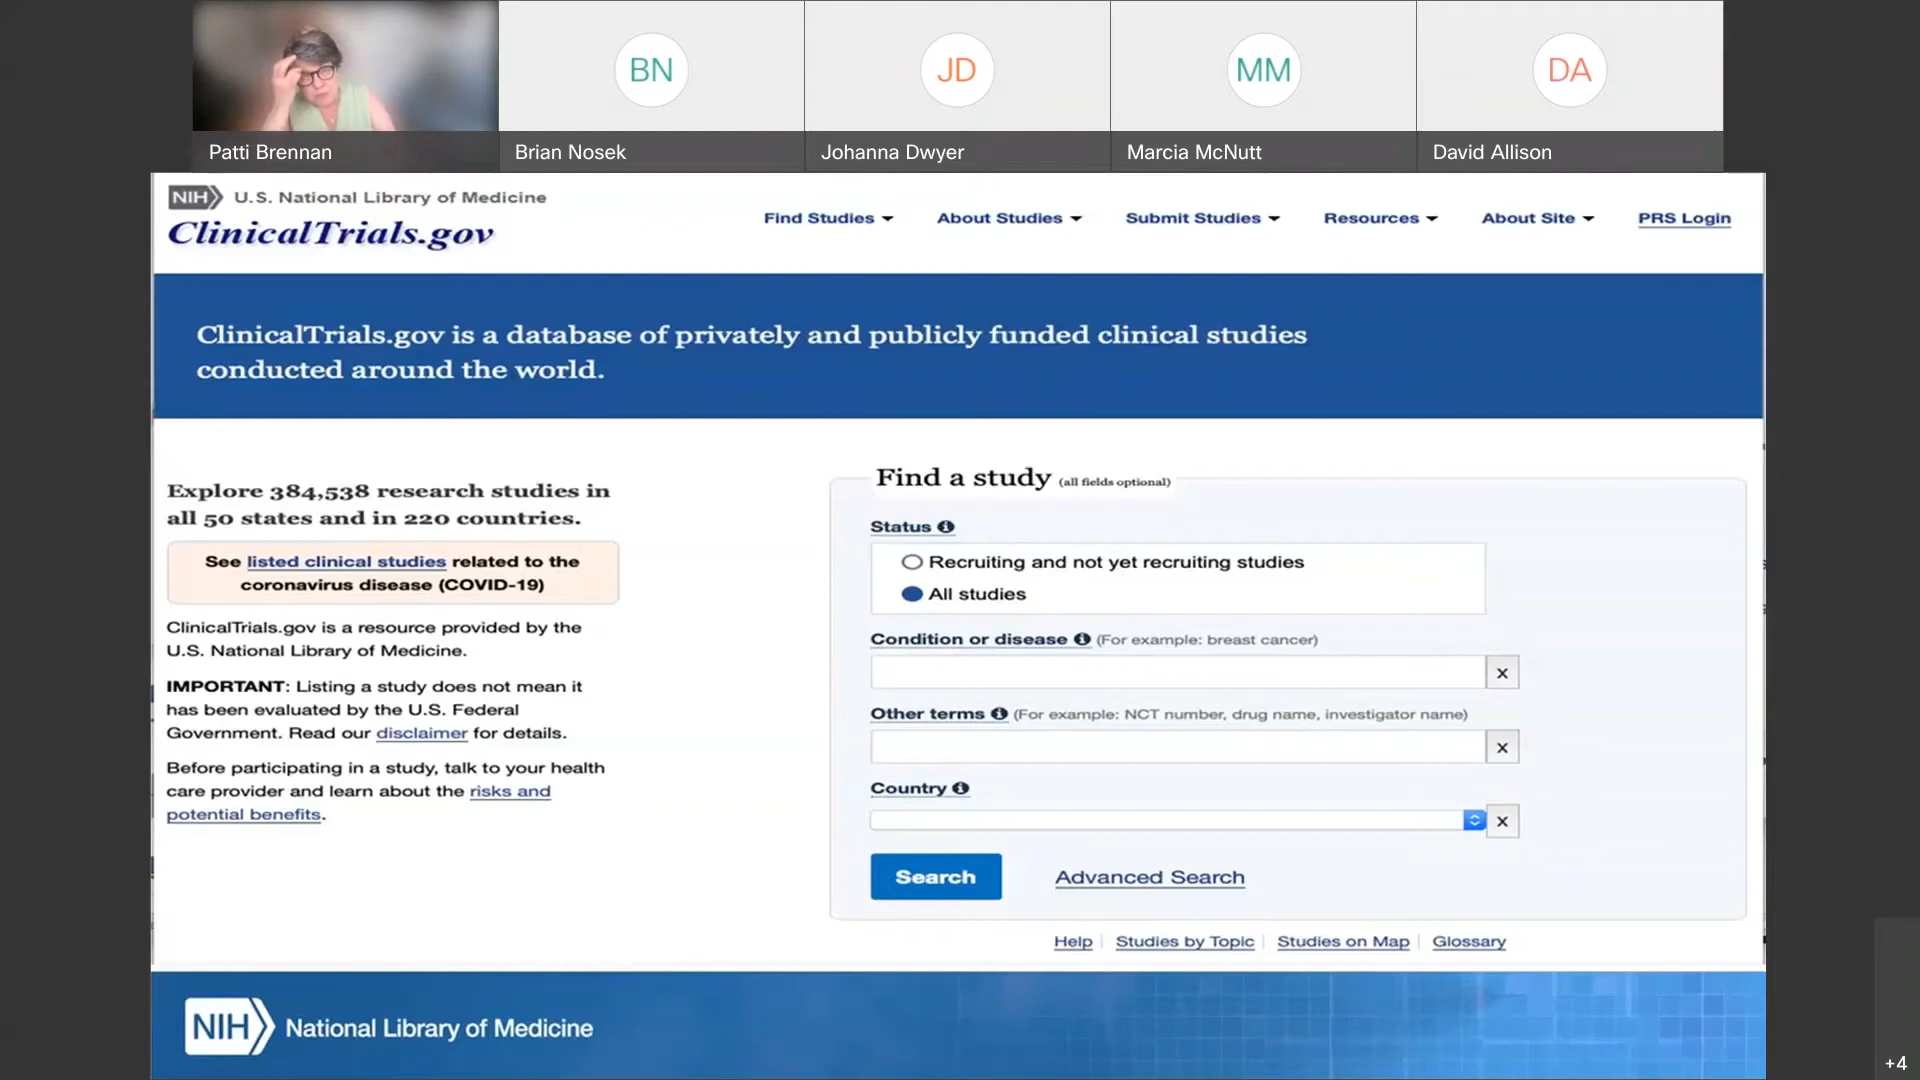 BN
JD
MM
DA
Patti Brennan
Brian Nosek
Johanna Dwyer
Marcia McNutt
David Allison
NIH U.S. National Library of Medicine
ClinicalTrials.gov
Find Studies
About Studies
Submit Studies
Resources
About Site
PRS Login
ClinicalTrials.gov is a database of privately and publicly funded clinical studies
conducted around the world.
Explore 384,538 research studies in
all 50 states and in 220 countries.
See listed clinical studies related to the
coronavirus disease (COVID-19)
ClinicalTrials.gov is a resource provided by the
U.S. National Library of Medicine.
IMPORTANT: Listing a study does not mean it
has been evaluated by the U.S. Federal
Government. Read our disclaimer for details.
Before participating in a study, talk to your health
care provider and learn about the risks and
potential benefits.
Find a study (all fields optional)
Status
Recruiting and not yet recruiting studies
All studies
Condition or disease (For example: breast cancer)
x
Other terms (For example: NCT number, drug name, investigator name)
x
Country
x
Search
Advanced Search
Help
Studies by Topic
Studies on Map
Glossary
NIH National Library of Medicine
+4